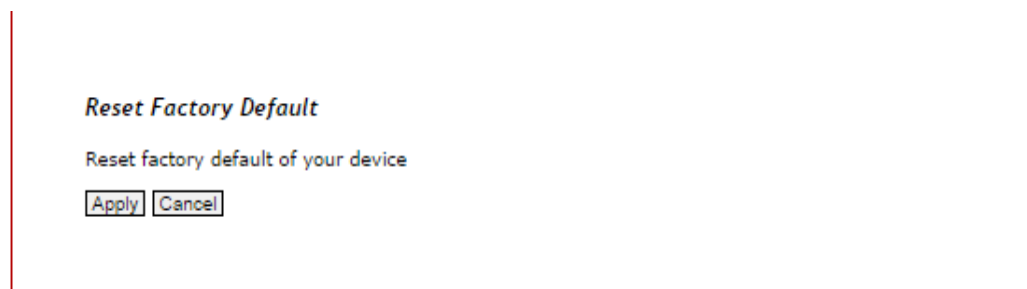 Reset Factory Default
Reset factory default of your device
Apply Cancel